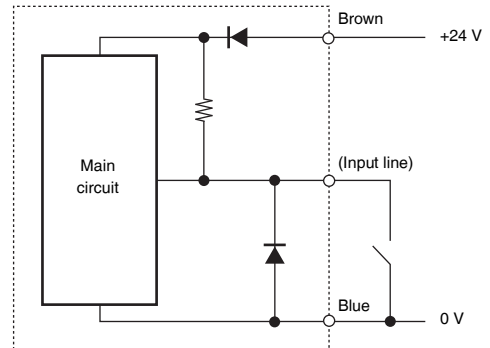 Brown
+24 V
(Input line)
Main
circuit
Blue
0 V